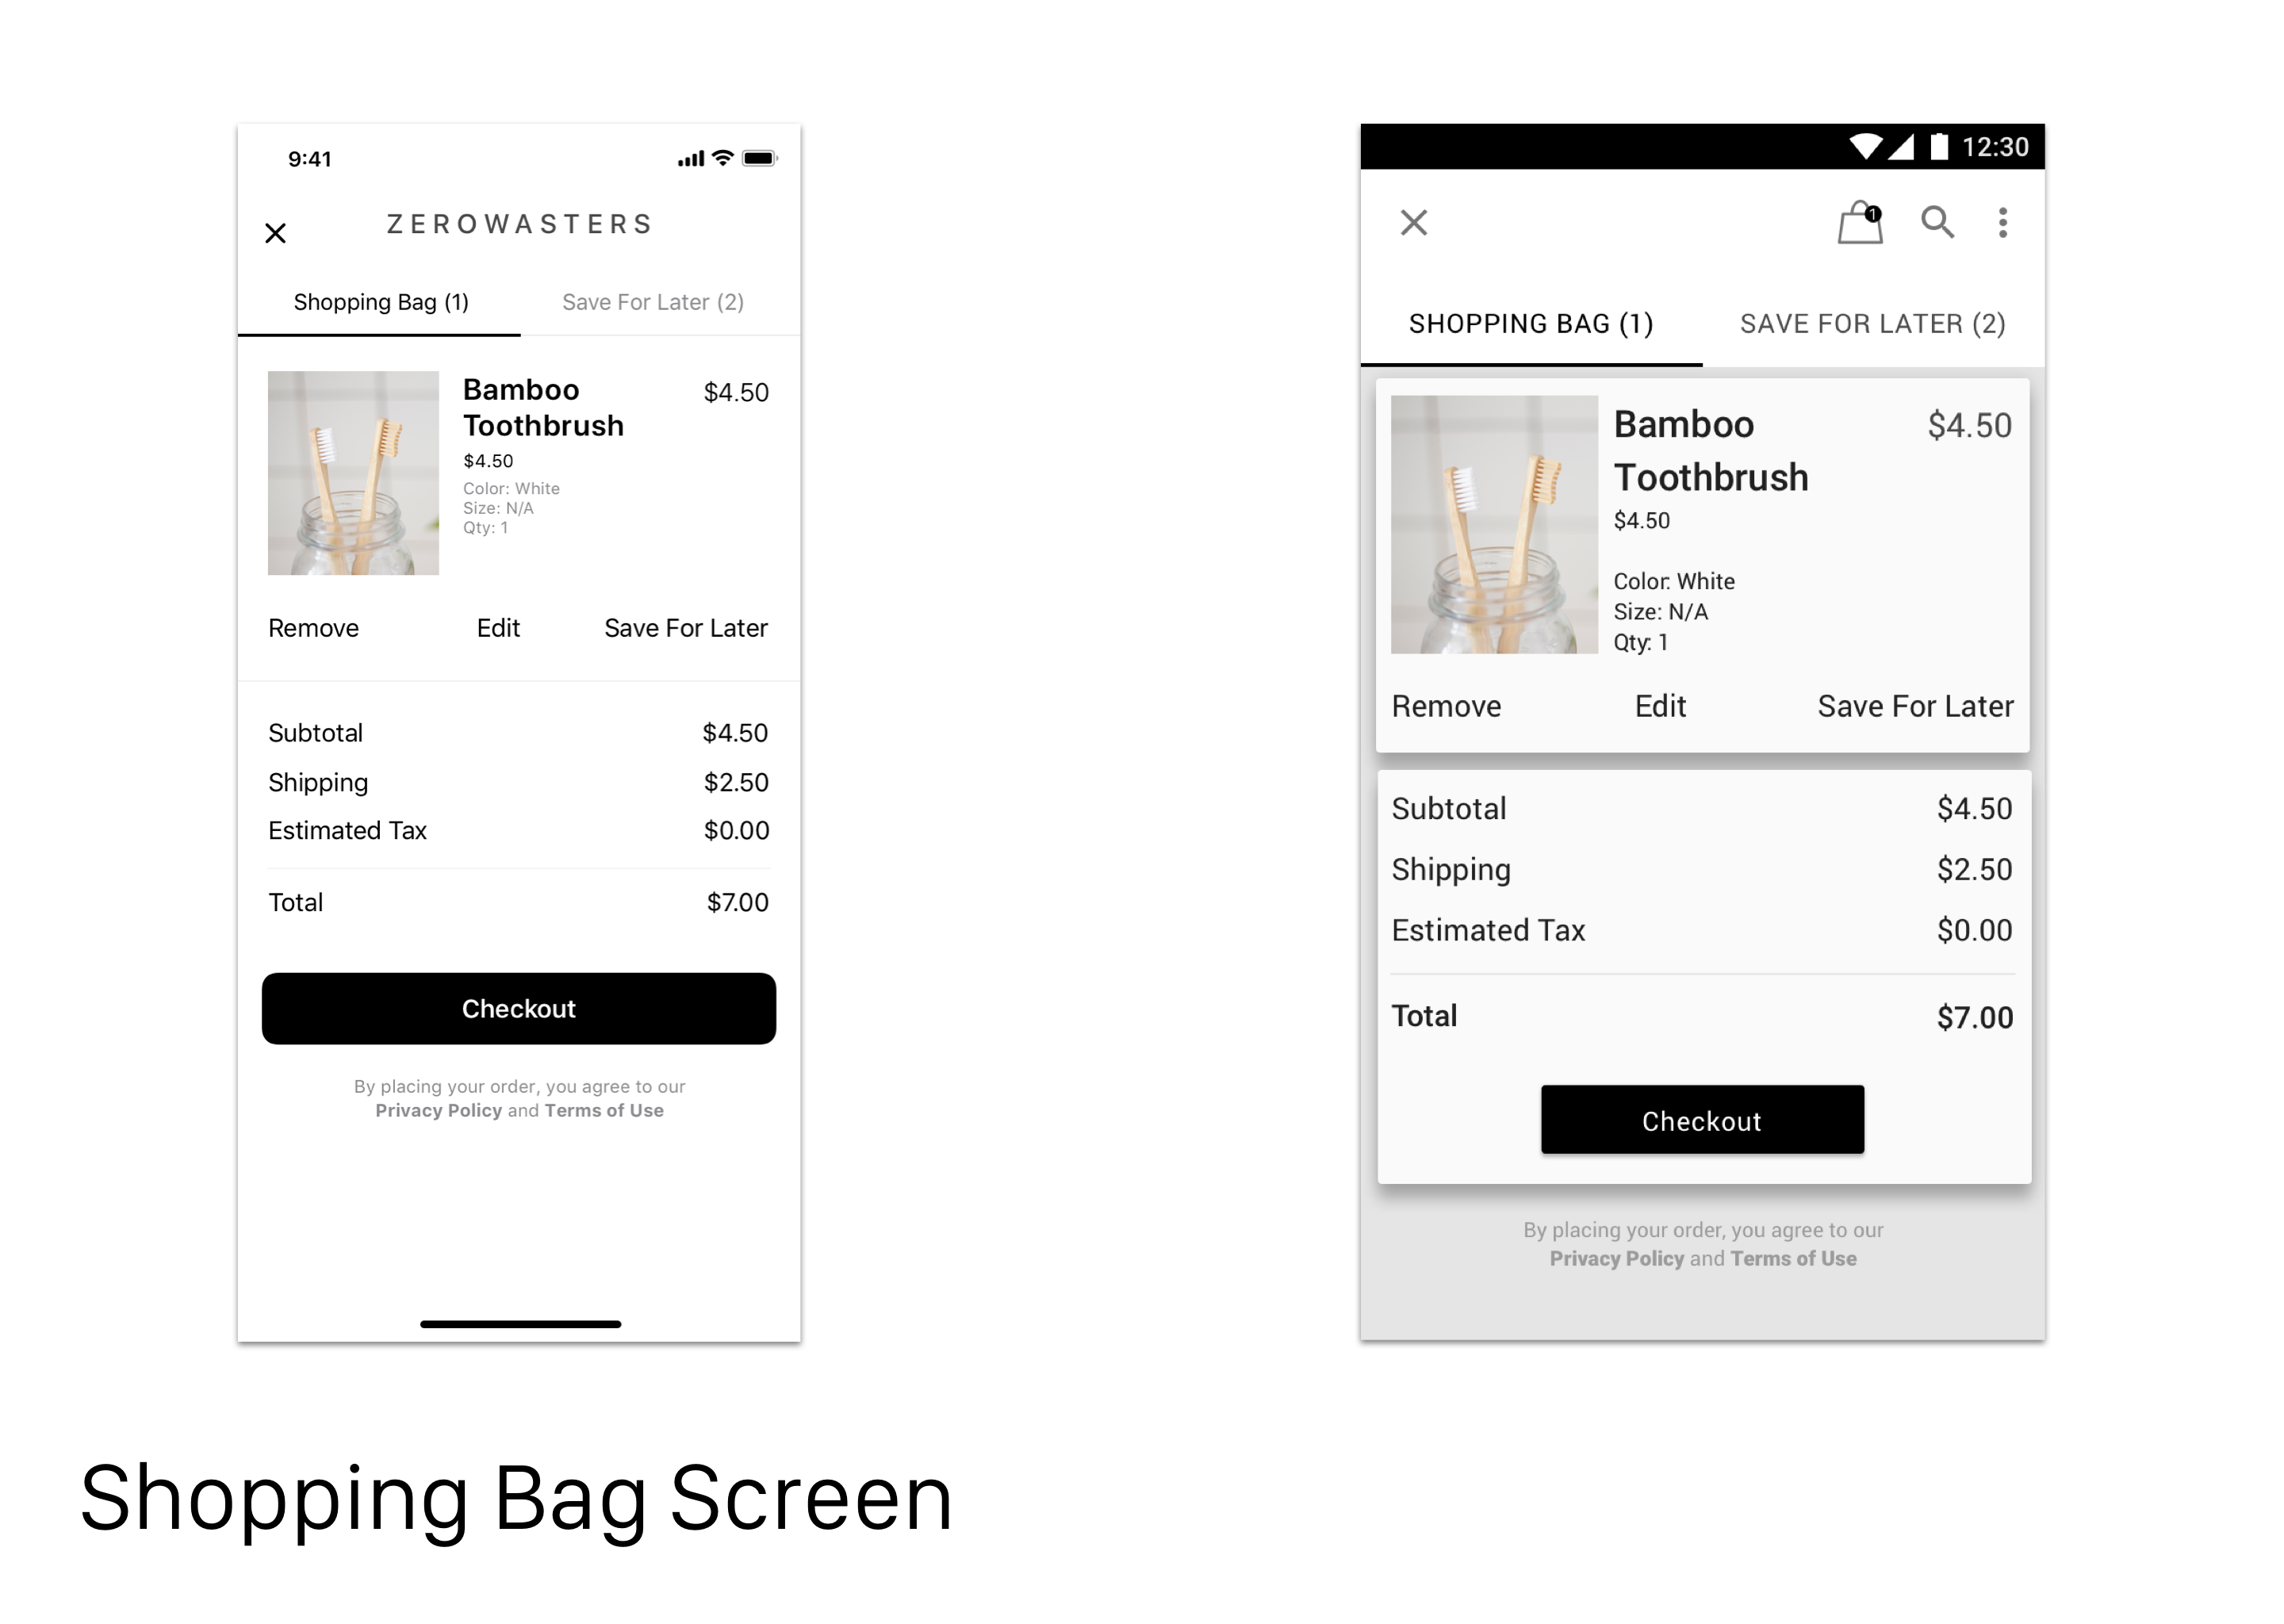 9:41
ZEROWASTERS
Shopping Bag (1) Save For Later (2)
Bamboo $4.50
Toothbrush
$4.50
Color: White
Size: N/A
Qty: 1
Remove Edit Save For Later
Subtotal $4.50
Shipping $2.50
Estimated Tax $0.00
Total $7.00
Checkout
By placing your order, you agree to our
Privacy Policy and Terms of Use
12:30
1
SHOPPING BAG (1) SAVE FOR LATER (2)
Bamboo $4.50
Toothbrush
$4.50
Color: White
Size: N/A
Qty: 1
Remove Edit Save For Later
Subtotal $4.50
Shipping $2.50
Estimated Tax $0.00
Total $7.00
Checkout
By placing your order, you agree to our
Privacy Policy and Terms of Use
Shopping Bag Screen